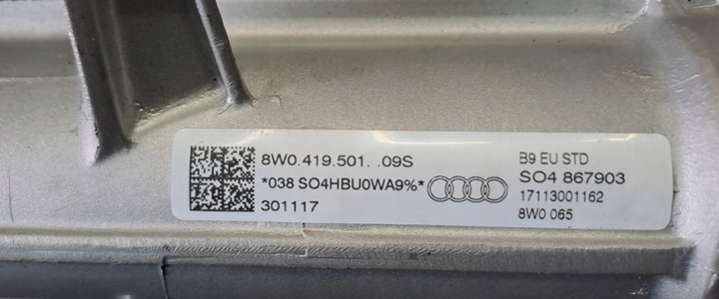 8W0.419.501. .09S
*038 SO4HBU0WA9%*
301117
B9 EU STD
SO4 867903
17113001162
8W0 065